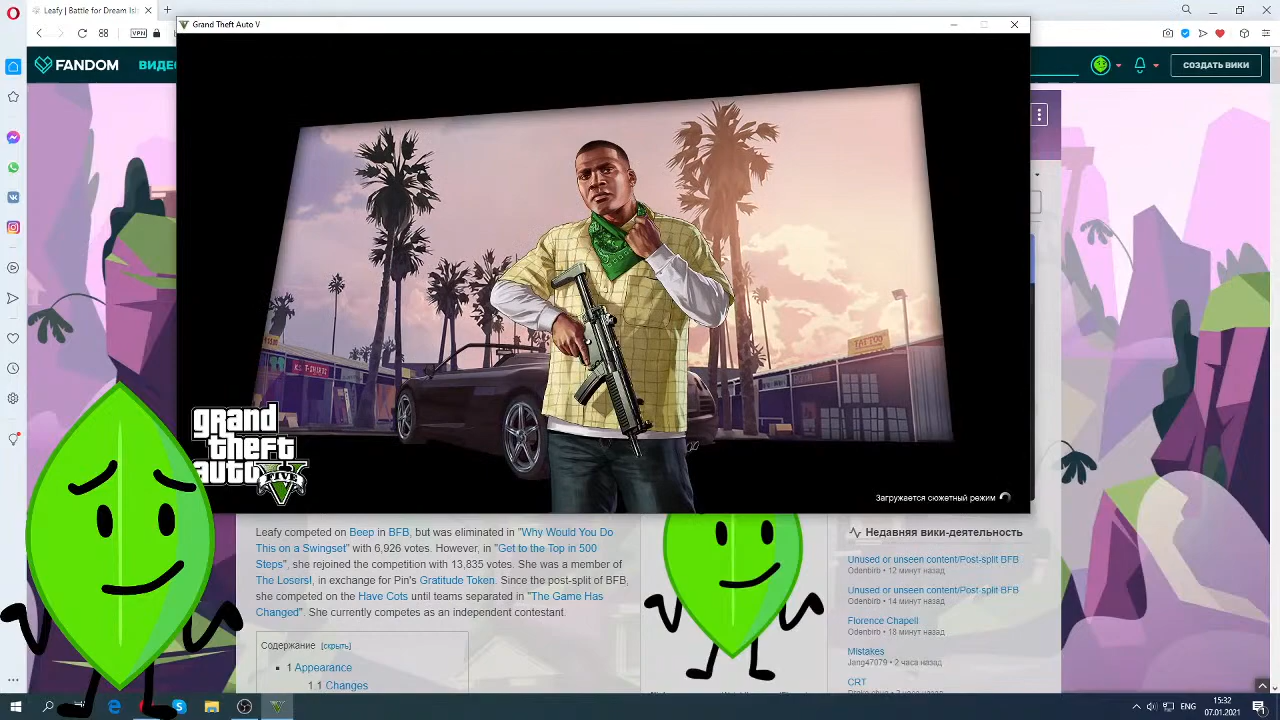 Leafy | Battle for Dream Isl
Grand Theft Auto V
VPN
FANDOM
ВИДЕО
СОЗДАТЬ ВИКИ
T-SHIRTS
TATTOO
grand
theft
auto
FIVE
Загружается сюжетный режим
Leafy competed on Beep in BFB, but was eliminated in "Why Would You Do
This on a Swingset" with 6,926 votes. However, in "Get to the Top in 500
Steps", she rejoined the competition with 13,835 votes. She was a member of
The Losers!, in exchange for Pin's Gratitude Token. Since the post-split of BFB,
she competed on the Have Cots until teams separated in "The Game Has
Changed". She currently competes as an independent contestant.
Содержание [скрыть]
1 Appearance
1.1 Changes
Недавняя вики-деятельность
Unused or unseen content/Post-split BFB
Odenbirb • 12 минут назад
Unused or unseen content/Post-split BFB
Odenbirb • 14 минут назад
Florence Chapell
Odenbirb • 18 минут назад
Mistakes
Jang47079 • 2 часа назад
CRT
ENG
15:32
07.01.2021